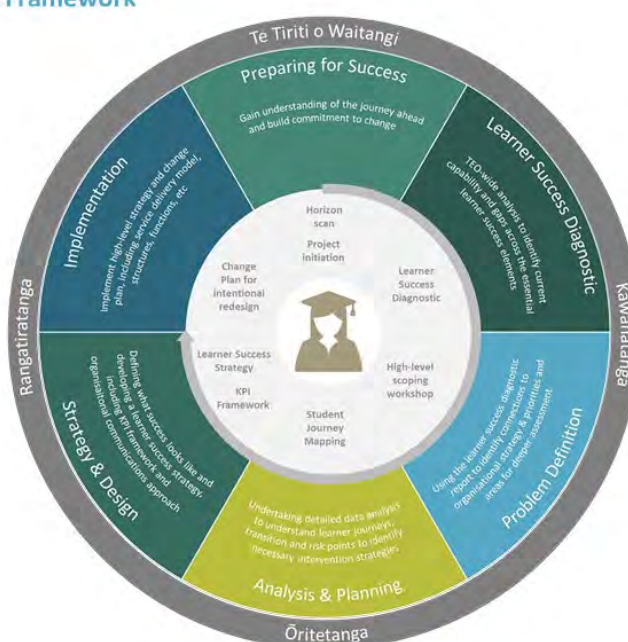 Framework
Te Tiriti o Waitangi
Preparing for Success
Gain understanding of the journey ahead
and build commitment to change
Learner Success Diagnostic
TEO-wide analysis to identify current
capability and gaps across the essential
learner success elements
Kāwanatanga
Problem Definition
Using the learner success diagnostic
report to identify connections to
organisational strategy & priorities and
areas for deeper assessment
Ōritetanga
Analysis & Planning
Undertaking detailed data analysis
to understand learner journeys,
transition and risk points to identify
necessary intervention strategies
Strategy & Design
Defining what success looks like and
developing a learner success strategy,
including KPI framework and
organisaitonal communications approach
Rangatiratanga
Implementation
Implement high-level strategy and change
plan, including service delivery model,
structures, functions, etc
Horizon
scan
Project
initiation
Learner
Success
Diagnostic
High-level
scoping
workshop
Student
Journey
Mapping
KPI
Framework
Learner Success
Strategy
Change
Plan for
intentional
redesign